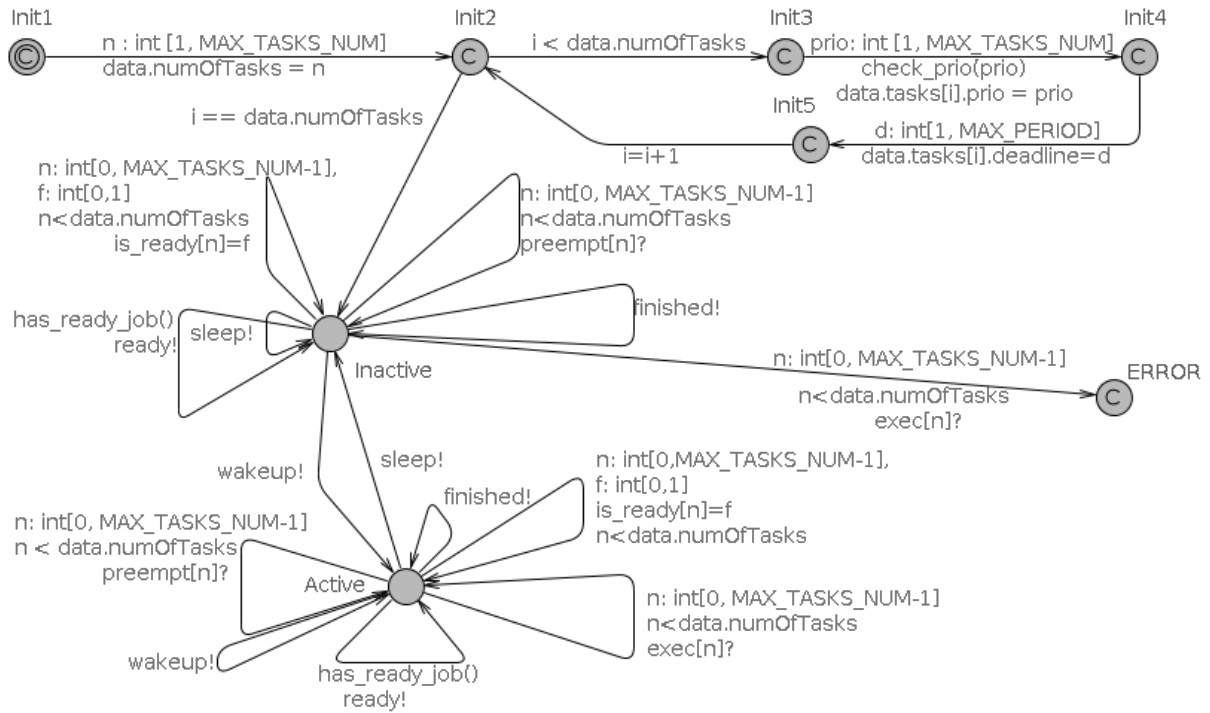 Init1
Init2
Init3
Init4
n : int [1, MAX_TASKS_NUM]
data.numOfTasks = n
i < data.numOfTasks
prio: int [1, MAX_TASKS_NUM]
check_prio(prio)
data.tasks[i].prio = prio
C
C
C
C
Init5
i == data.numOfTasks
d: int[1, MAX_PERIOD]
data.tasks[i].deadline=d
C
i=i+1
n: int[0, MAX_TASKS_NUM-1],
f: int[0,1]
n<data.numOfTasks
is_ready[n]=f
n: int[0, MAX_TASKS_NUM-1]
n<data.numOfTasks
preempt[n]?
has_ready_job()
ready!
sleep!
finished!
Inactive
n: int[0, MAX_TASKS_NUM-1]
n<data.numOfTasks
exec[n]?
ERROR
C
wakeup!
sleep!
finished!
n: int[0,MAX_TASKS_NUM-1],
f: int[0,1]
is_ready[n]=f
n<data.numOfTasks
n: int[0, MAX_TASKS_NUM-1]
n < data.numOfTasks
preempt[n]?
Active
n: int[0, MAX_TASKS_NUM-1]
n<data.numOfTasks
exec[n]?
wakeup!
has_ready_job()
ready!